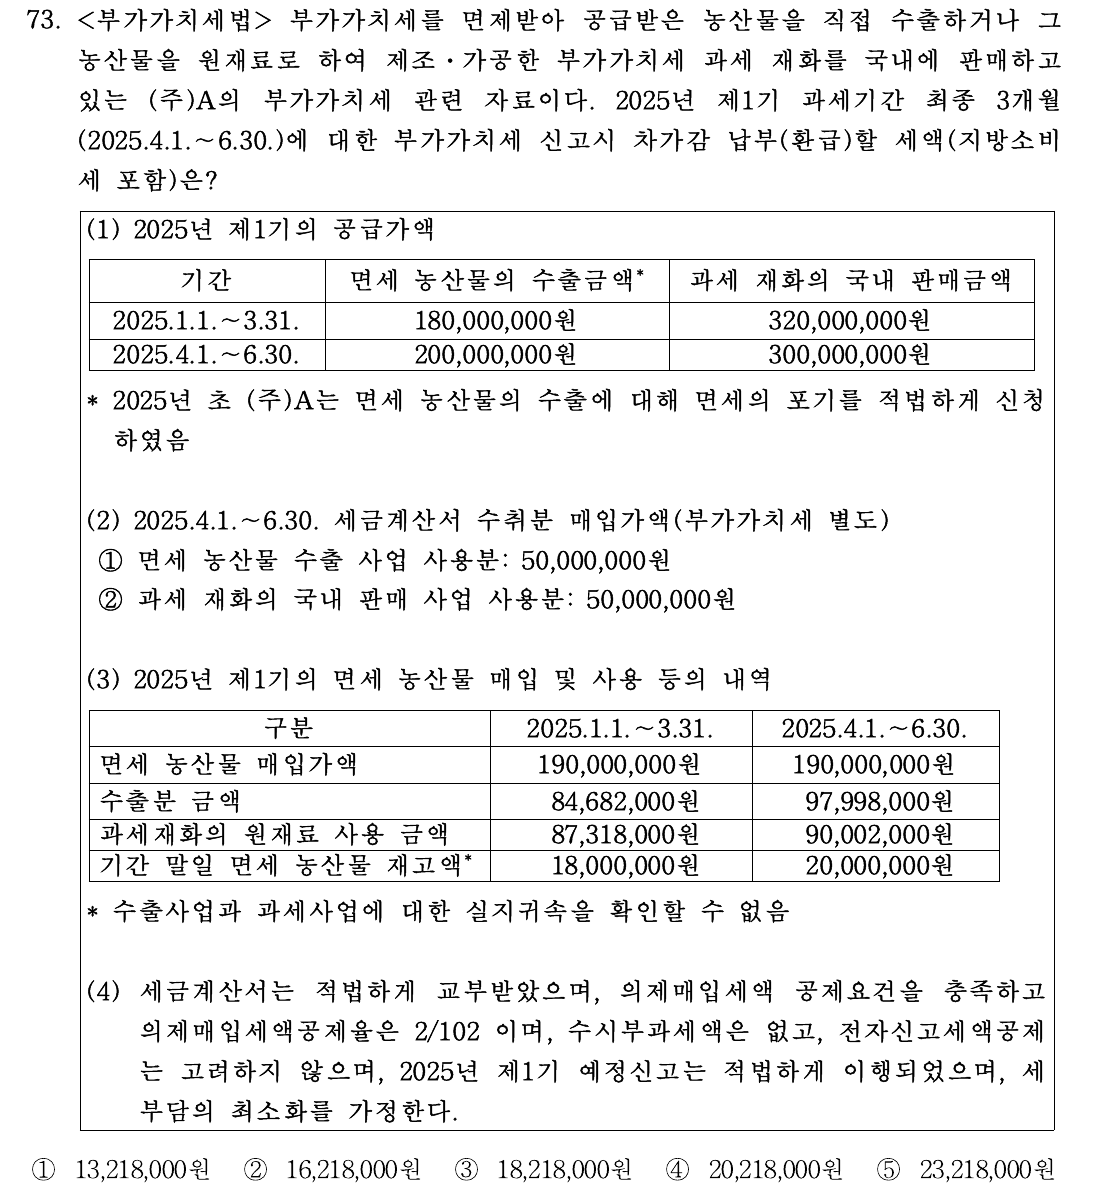 73. <부가가치세법> 부가가치세를 면제받아 공급받은 농산물을 직접 수출하거나 그
농산물을 원재료로 하여 제조·가공한 부가가치세 과세 재화를 국내에 판매하고
있는 (주)A의 부가가치세 관련 자료이다. 2025년 제1기 과세기간 최종 3개월
(2025.4.1.~6.30.)에 대한 부가가치세 신고시 차가감 납부(환급)할 세액(지방소비
세 포함)은?
(1) 2025년 제1기의 공급가액
기간 면세 농산물의 수출금액* 과세 재화의 국내 판매금액
2025.1.1.~3.31. 180,000,000원 320,000,000원
2025.4.1.~6.30. 200,000,000원 300,000,000원
* 2025년 초 (주)A는 면세 농산물의 수출에 대해 면세의 포기를 적법하게 신청
하였음
(2) 2025.4.1.~6.30. 세금계산서 수취분 매입가액(부가가치세 별도)
① 면세 농산물 수출 사업 사용분: 50,000,000원
② 과세 재화의 국내 판매 사업 사용분: 50,000,000원
(3) 2025년 제1기의 면세 농산물 매입 및 사용 등의 내역
구분 2025.1.1.~3.31. 2025.4.1.~6.30.
면세 농산물 매입가액 190,000,000원 190,000,000원
수출분 금액 84,682,000원 97,998,000원
과세재화의 원재료 사용 금액 87,318,000원 90,002,000원
기간 말일 면세 농산물 재고액* 18,000,000원 20,000,000원
* 수출사업과 과세사업에 대한 실지귀속을 확인할 수 없음
(4) 세금계산서는 적법하게 교부받았으며, 의제매입세액 공제요건을 충족하고
의제매입세액공제율은 2/102 이며, 수시부과세액은 없고, 전자신고세액공제
는 고려하지 않으며, 2025년 제1기 예정신고는 적법하게 이행되었으며, 세
부담의 최소화를 가정한다.
① 13,218,000원 ② 16,218,000원 ③ 18,218,000원 ④ 20,218,000원 ⑤ 23,218,000원